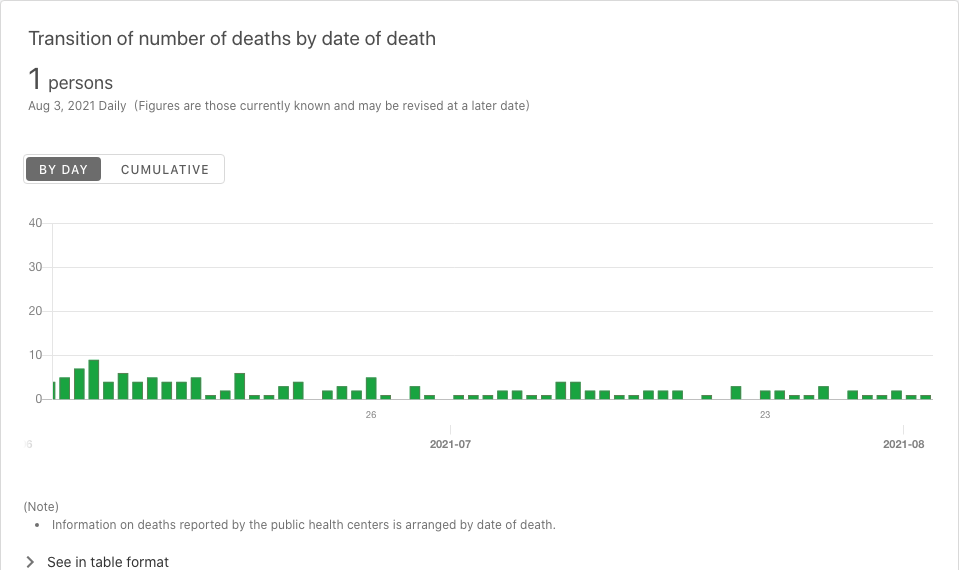 Transition of number of deaths by date of death
1 persons
Aug 3, 2021 Daily (Figures are those currently known and may be revised at a later date)
BY DAY CUMULATIVE
40
30
20
10
0
26 23
2021-07 2021-08
(Note)
• Information on deaths reported by the public health centers is arranged by date of death.
See in table format